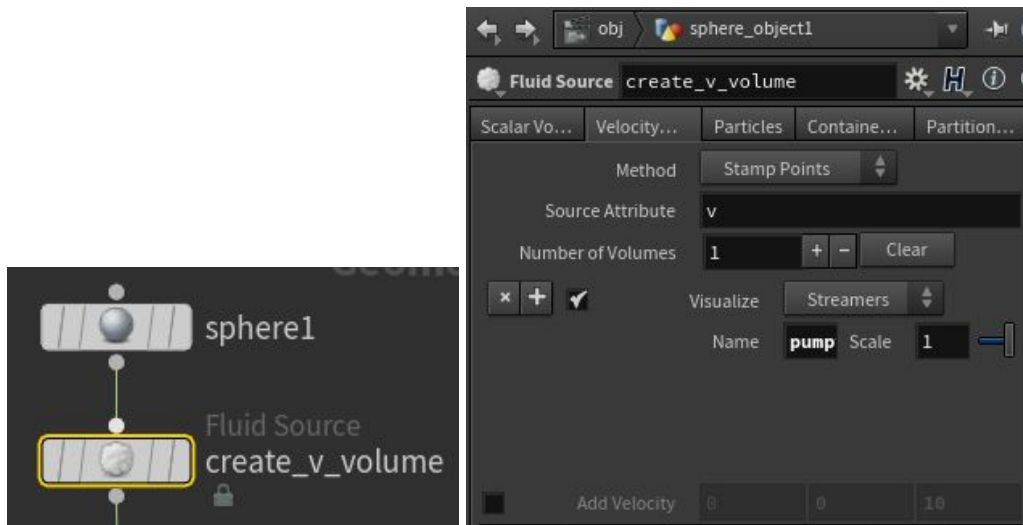 Geome
sphere1
Fluid Source
create_v_volume
obj sphere_object1
Fluid Source create_v_volume
Scalar Vo... Velocity... Particles Containe... Partition...
Method Stamp Points
Source Attribute v
Number of Volumes 1 + - Clear
Visualize Streamers
Name pump Scale 1
Add Velocity 0 0 10